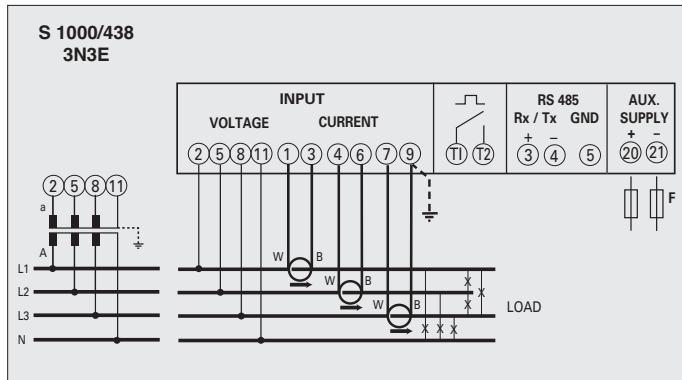 S 1000/438
3N3E
INPUT
VOLTAGE CURRENT
2 5 8 11 1 3 4 6 7 9
T1 T2
RS 485
Rx / Tx GND
+ –
3 4 5
AUX.
SUPPLY
+ –
20 21
F
2 5 8 11
a
A
L1
L2
L3
N
W B
W B
W B
X
X X
X
X X X
LOAD